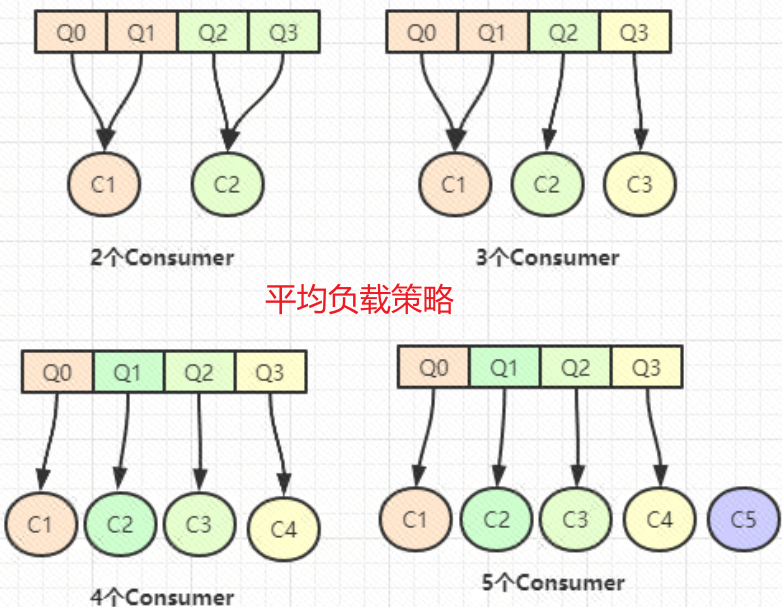 Q0 Q1 Q2 Q3
C1 C2
2个Consumer
Q0 Q1 Q2 Q3
C1 C2 C3
3个Consumer
平均负载策略
Q0 Q1 Q2 Q3
C1 C2 C3 C4
4个Consumer
Q0 Q1 Q2 Q3
C1 C2 C3 C4 C5
5个Consumer